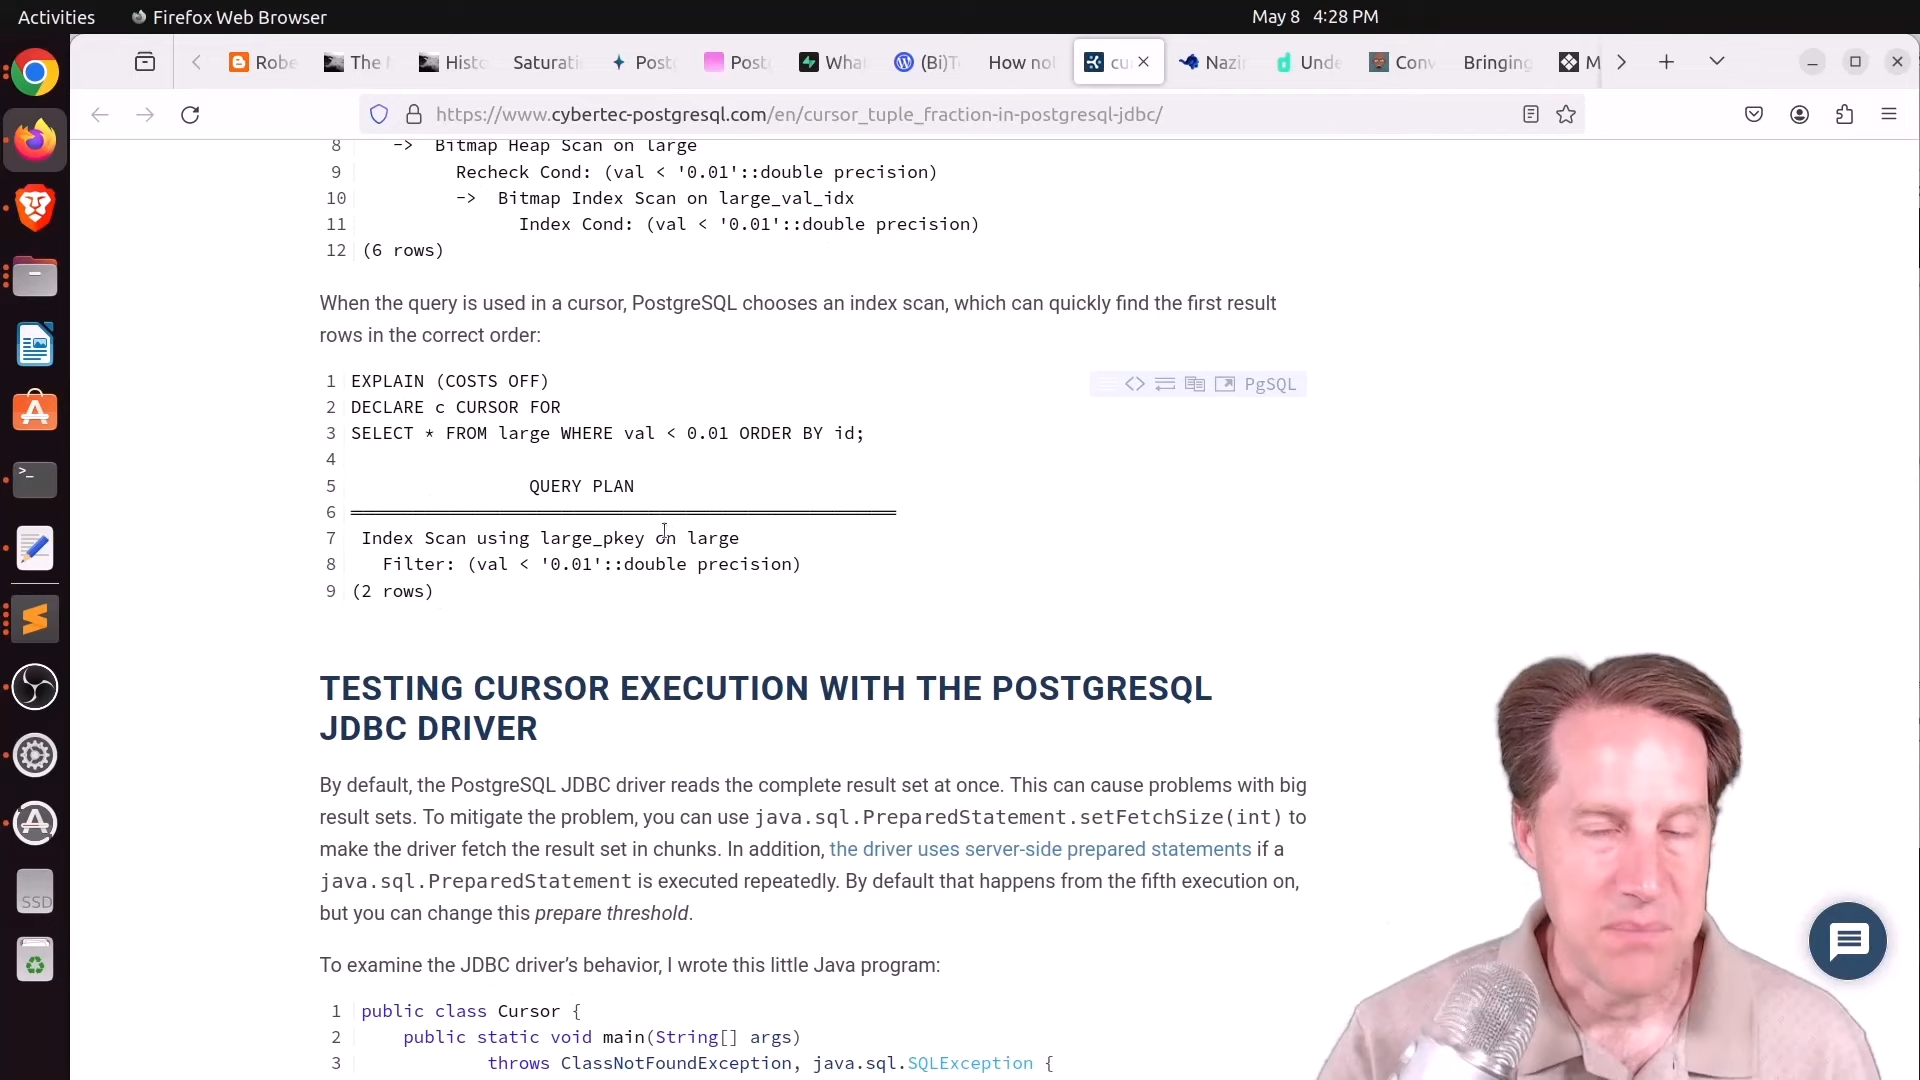 Activities
Firefox Web Browser
May 8 4:28 PM
Robe
The
Histo
Saturati
Post
Post
What
(Bi)T
How no
cu
Nazi
Unde
Conv
Bringing
M
https://www.cybertec-postgresql.com/en/cursor_tuple_fraction-in-postgresql-jdbc/
8 -> Bitmap Heap Scan on large
9 Recheck Cond: (val < '0.01'::double precision)
10 -> Bitmap Index Scan on large_val_idx
11 Index Cond: (val < '0.01'::double precision)
12 (6 rows)
When the query is used in a cursor, PostgreSQL chooses an index scan, which can quickly find the first result
rows in the correct order:
1 EXPLAIN (COSTS OFF)
PgSQL
2 DECLARE c CURSOR FOR
3 SELECT * FROM large WHERE val < 0.01 ORDER BY id;
4
5 QUERY PLAN
6 ════════════════════════════════════════════════════
7 Index Scan using large_pkey on large
8 Filter: (val < '0.01'::double precision)
9 (2 rows)
TESTING CURSOR EXECUTION WITH THE POSTGRESQL
JDBC DRIVER
By default, the PostgreSQL JDBC driver reads the complete result set at once. This can cause problems with big
result sets. To mitigate the problem, you can use java.sql.PreparedStatement.setFetchSize(int) to
make the driver fetch the result set in chunks. In addition, the driver uses server-side prepared statements if a
java.sql.PreparedStatement is executed repeatedly. By default that happens from the fifth execution on,
but you can change this prepare threshold.
To examine the JDBC driver's behavior, I wrote this little Java program:
1 public class Cursor {
2 public static void main(String[] args)
3 throws ClassNotFoundException, java.sql.SQLException {
SSD